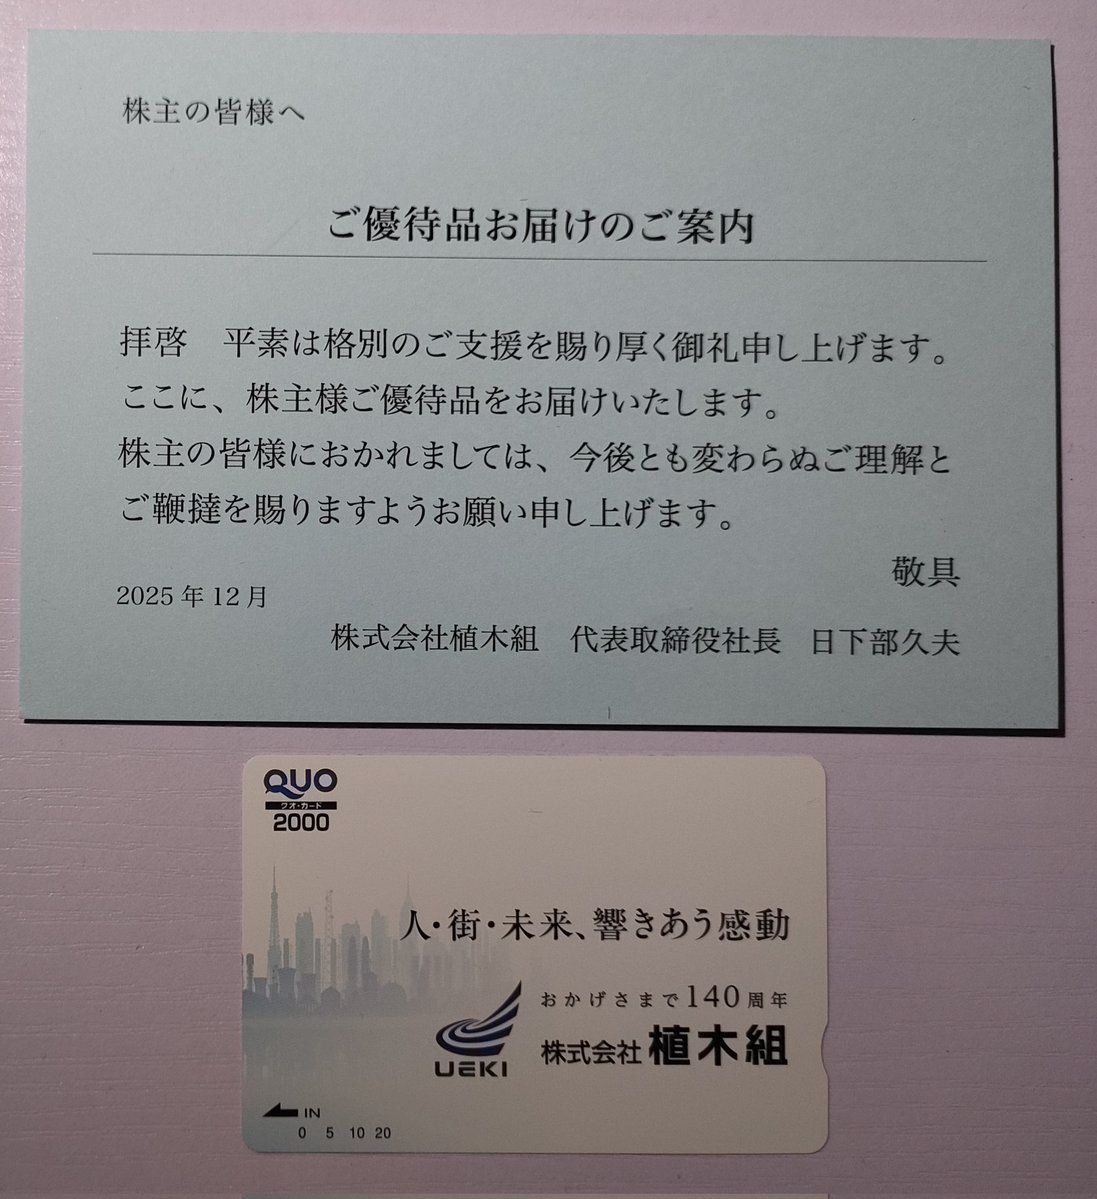 株主の皆様へ
ご優待品お届けのご案内
拝啓　平素は格別のご支援を賜り厚く御礼申し上げます。
ここに、株主様ご優待品をお届けいたします。
株主の皆様におかれましては、今後とも変わらぬご理解と
ご鞭撻を賜りますようお願い申し上げます。
敬具
2025年12月
株式会社植木組　代表取締役社長　日下部久夫
QUO
クオ・カード
2000
人・街・未来、響きあう感動
おかげさまで140周年
株式会社 植木組
UEKI
IN
0 5 10 20